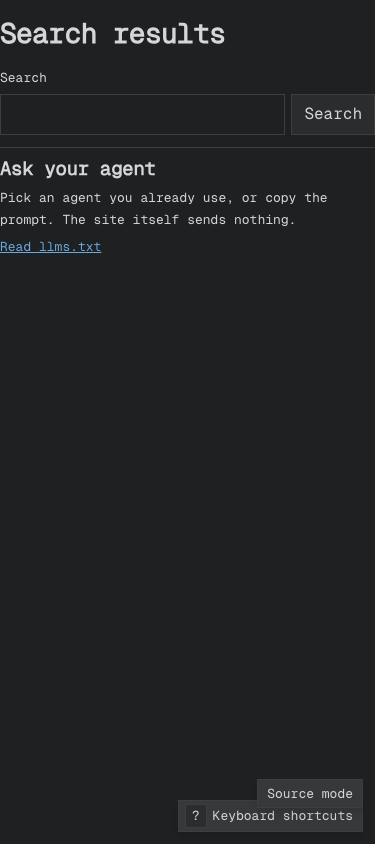 Search results
Search
Search
Ask your agent
Pick an agent you already use, or copy the
prompt. The site itself sends nothing.
Read llms.txt
Source mode
? Keyboard shortcuts